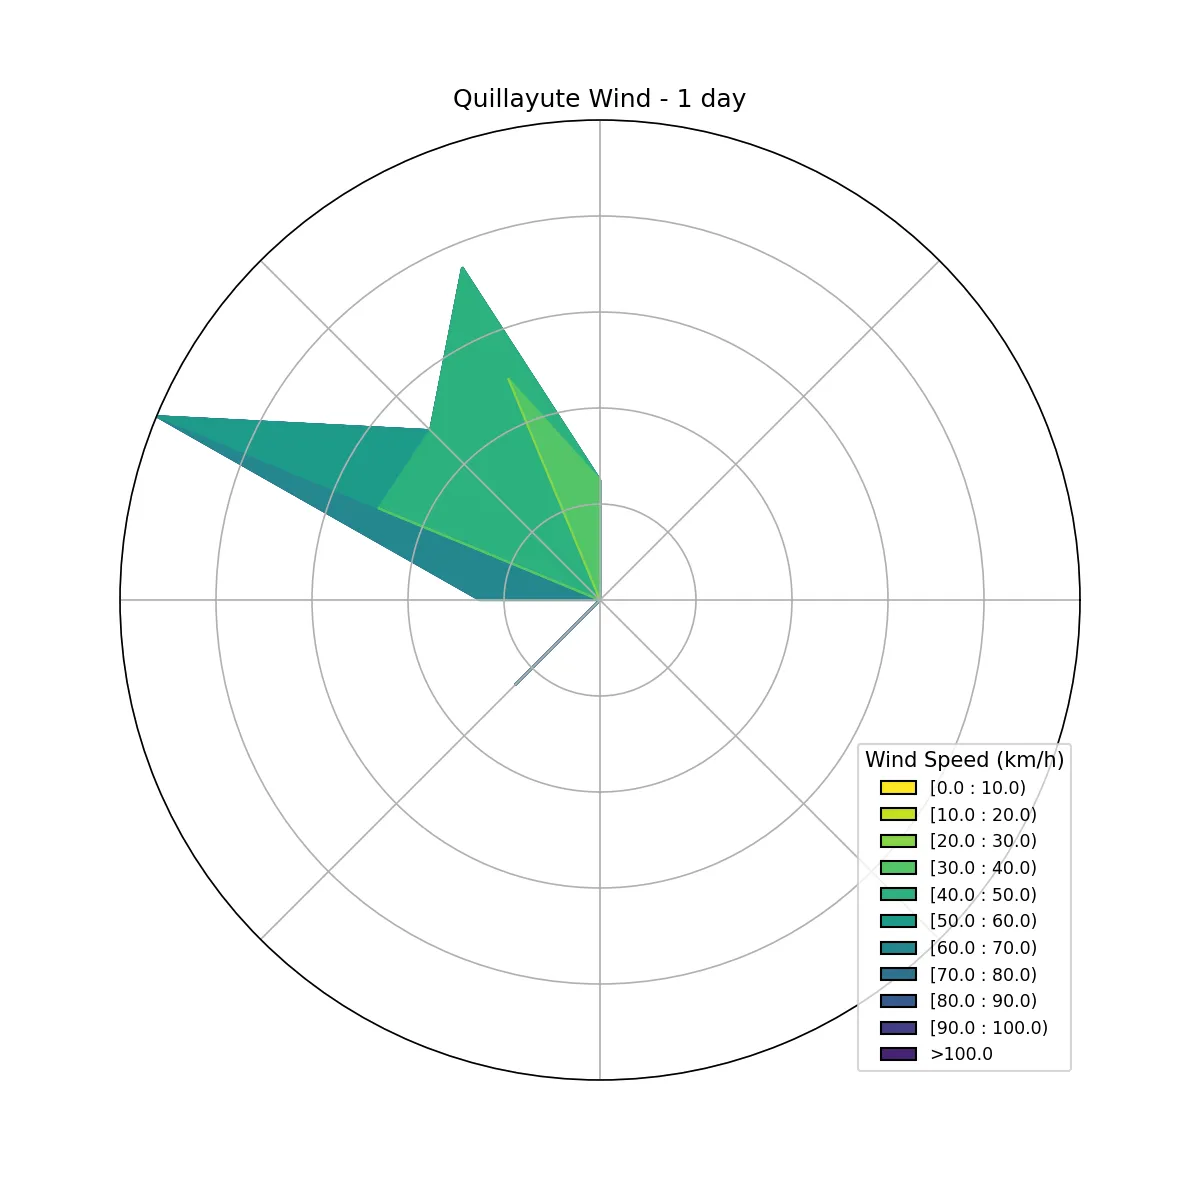 Quillayute Wind - 1 day
Wind Speed (km/h)
[0.0 : 10.0)
[10.0 : 20.0)
[20.0 : 30.0)
[30.0 : 40.0)
[40.0 : 50.0)
[50.0 : 60.0)
[60.0 : 70.0)
[70.0 : 80.0)
[80.0 : 90.0)
[90.0 : 100.0)
>100.0